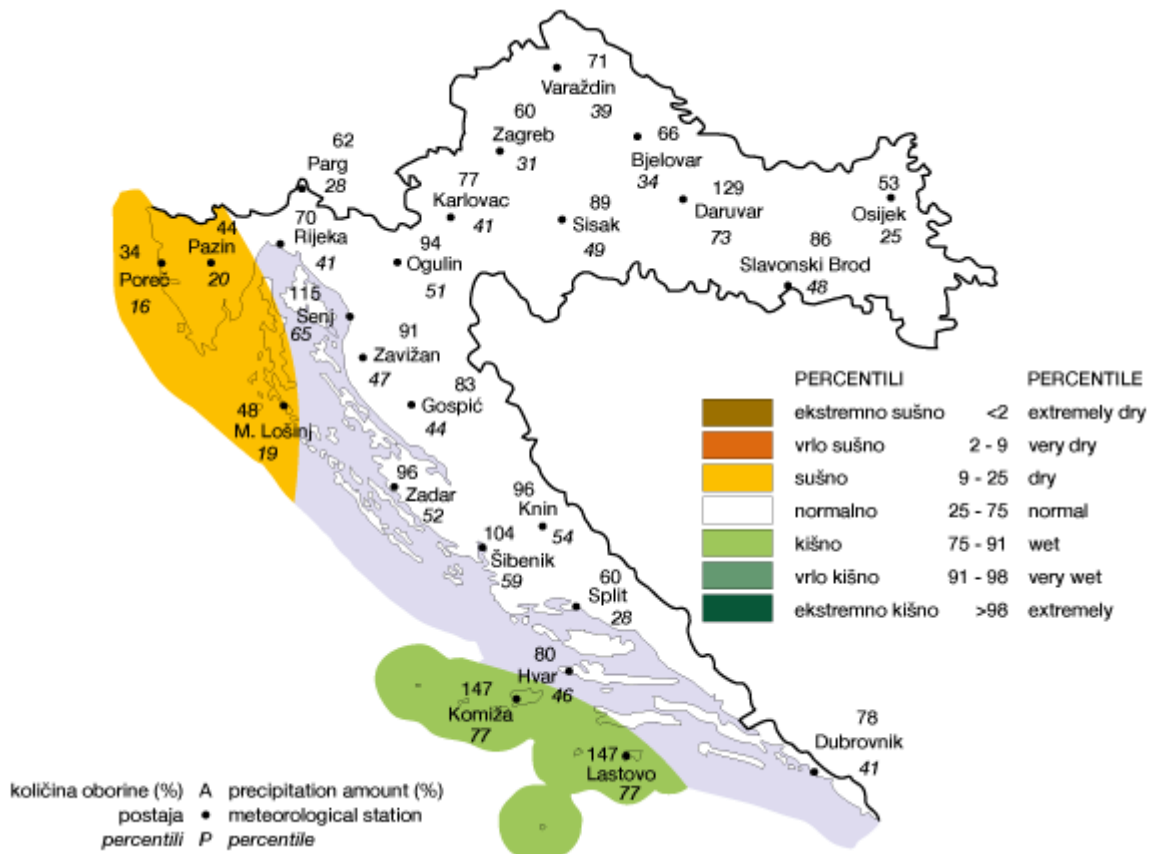 71
Varaždin
39
60
Zagreb
31
66
Bjelovar
34
62
Parg
28
77
Karlovac
41
129
Daruvar
73
53
Osijek
25
89
Sisak
49
70
Rijeka
41
44
Pazin
20
34
Poreč
16
94
Ogulin
51
86
Slavonski Brod
48
115
Senj
65
91
Zavižan
47
83
Gospić
44
48
M. Lošinj
19
96
Zadar
52
96
Knin
54
104
Šibenik
59
60
Split
28
80
Hvar
46
147
Komiža
77
147
Lastovo
77
78
Dubrovnik
41
PERCENTILI PERCENTILE
ekstremno sušno <2 extremely dry
vrlo sušno 2 - 9 very dry
sušno 9 - 25 dry
normalno 25 - 75 normal
kišno 75 - 91 wet
vrlo kišno 91 - 98 very wet
ekstremno kišno >98 extremely
količina oborine (%) A precipitation amount (%)
postaja • meteorological station
percentili P percentile